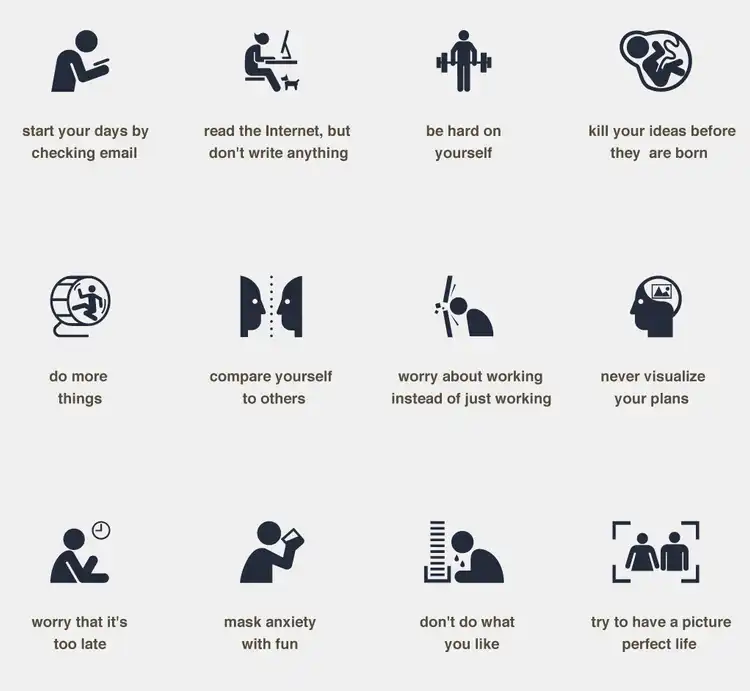 start your days by
checking email
read the Internet, but
don't write anything
be hard on
yourself
kill your ideas before
they  are born
do more
things
compare yourself
to others
worry about working
instead of just working
never visualize
your plans
worry that it's
too late
mask anxiety
with fun
don't do what
you like
try to have a picture
perfect life